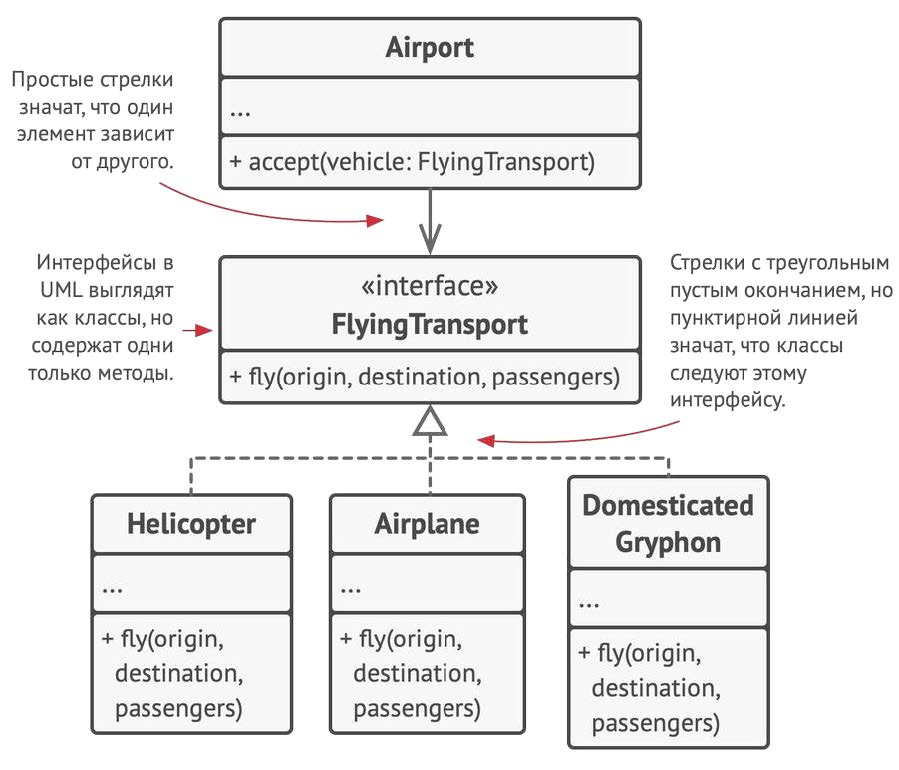 Airport
...
+ accept(vehicle: FlyingTransport)
Простые стрелки
значат, что один
элемент зависит
от другого.
«interface»
FlyingTransport
+ fly(origin, destination, passengers)
Интерфейсы в
UML выглядят
как классы, но
содержат одни
только методы.
Стрелки с треугольным
пустым окончанием, но
пунктирной линией
значат, что классы
следуют этому
интерфейсу.
Helicopter
...
+ fly(origin,
destination,
passengers)
Airplane
...
+ fly(origin,
destination,
passengers)
Domesticated
Gryphon
...
+ fly(origin,
destination,
passengers)